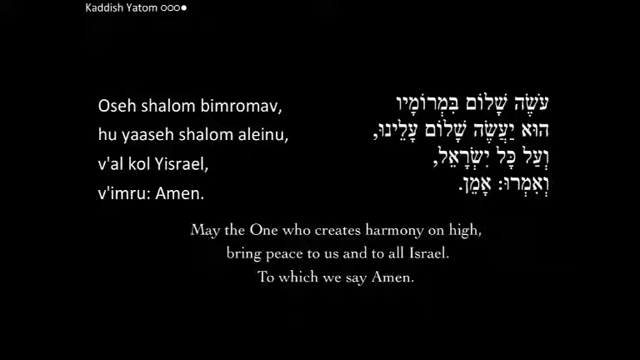 Kaddish Yatom ○○○●
Oseh shalom bimromav,
hu yaaseh shalom aleinu,
v'al kol Yisrael,
v'imru: Amen.
עֹשֶׂה שָׁלוֹם בִּמְרוֹמָיו
הוּא יַעֲשֶׂה שָׁלוֹם עָלֵינוּ,
וְעַל כָּל יִשְׂרָאֵל,
וְאִמְרוּ: אָמֵן.
May the One who creates harmony on high,
bring peace to us and to all Israel.
To which we say Amen.